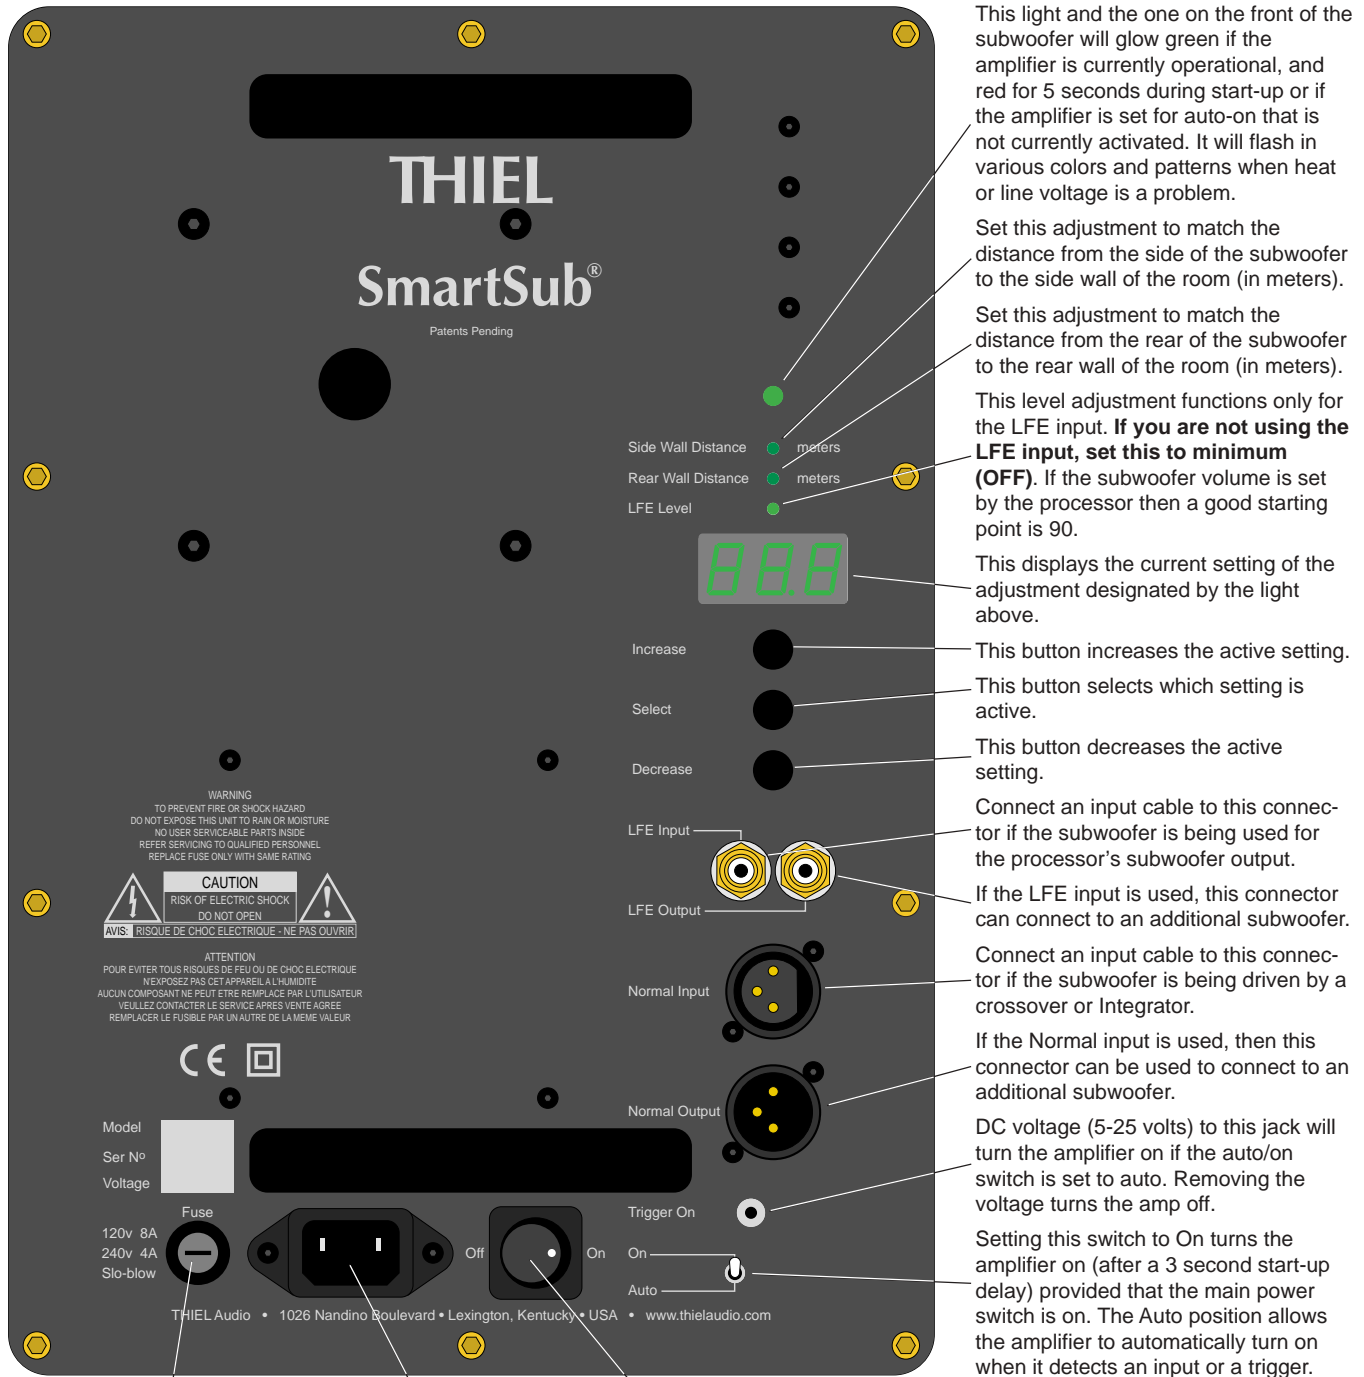 THIEL
SmartSub®
Patents Pending
Side Wall Distance meters
Rear Wall Distance meters
LFE Level
88.8
Increase
Select
Decrease
LFE Input
LFE Output
Normal Input
Normal Output
Trigger On
On
Auto
WARNING
TO PREVENT FIRE OR SHOCK HAZARD
DO NOT EXPOSE THIS UNIT TO RAIN OR MOISTURE
NO USER SERVICEABLE PARTS INSIDE
REFER SERVICING TO QUALIFIED PERSONNEL
REPLACE FUSE ONLY WITH SAME RATING
CAUTION
RISK OF ELECTRIC SHOCK
DO NOT OPEN
AVIS: RISQUE DE CHOC ELECTRIQUE - NE PAS OUVRIR
ATTENTION
POUR EVITER TOUS RISQUES DE FEU OU DE CHOC ELECTRIQUE
N'EXPOSEZ PAS CET APPAREIL A L'HUMIDITE
AUCUN COMPOSANT NE PEUT ETRE REMPLACE PAR L'UTILISATEUR
VEULLEZ CONTACTER LE SERVICE APRES VENTE AGREE
REMPLACER LE FUSIBLE PAR UN AUTRE DE LA MEME VALEUR
CE
Model
Ser No
Voltage
Fuse
120v 8A
240v 4A
Slo-blow
Off
On
THIEL Audio • 1026 Nandino Boulevard • Lexington, Kentucky • USA • www.thielaudio.com
This light and the one on the front of the
subwoofer will glow green if the
amplifier is currently operational, and
red for 5 seconds during start-up or if
the amplifier is set for auto-on that is
not currently activated. It will flash in
various colors and patterns when heat
or line voltage is a problem.
Set this adjustment to match the
distance from the side of the subwoofer
to the side wall of the room (in meters).
Set this adjustment to match the
distance from the rear of the subwoofer
to the rear wall of the room (in meters).
This level adjustment functions only for
the LFE input. If you are not using the
LFE input, set this to minimum
(OFF). If the subwoofer volume is set
by the processor then a good starting
point is 90.
This displays the current setting of the
adjustment designated by the light
above.
This button increases the active setting.
This button selects which setting is
active.
This button decreases the active
setting.
Connect an input cable to this connec-
tor if the subwoofer is being used for
the processor's subwoofer output.
If the LFE input is used, this connector
can connect to an additional subwoofer.
Connect an input cable to this connec-
tor if the subwoofer is being driven by a
crossover or Integrator.
If the Normal input is used, then this
connector can be used to connect to an
additional subwoofer.
DC voltage (5-25 volts) to this jack will
turn the amplifier on if the auto/on
switch is set to auto. Removing the
voltage turns the amp off.
Setting this switch to On turns the
amplifier on (after a 3 second start-up
delay) provided that the main power
switch is on. The Auto position allows
the amplifier to automatically turn on
when it detects an input or a trigger.